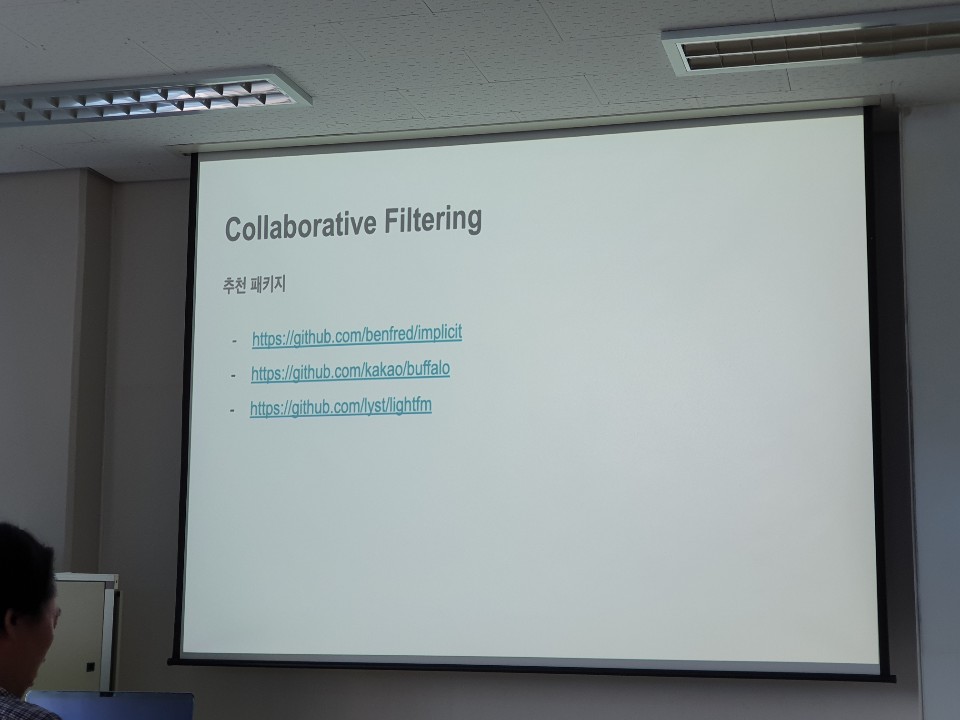 Collaborative Filtering
추천 패키지
- https://github.com/benfred/implicit
- https://github.com/kakao/buffalo
- https://github.com/lyst/lightfm